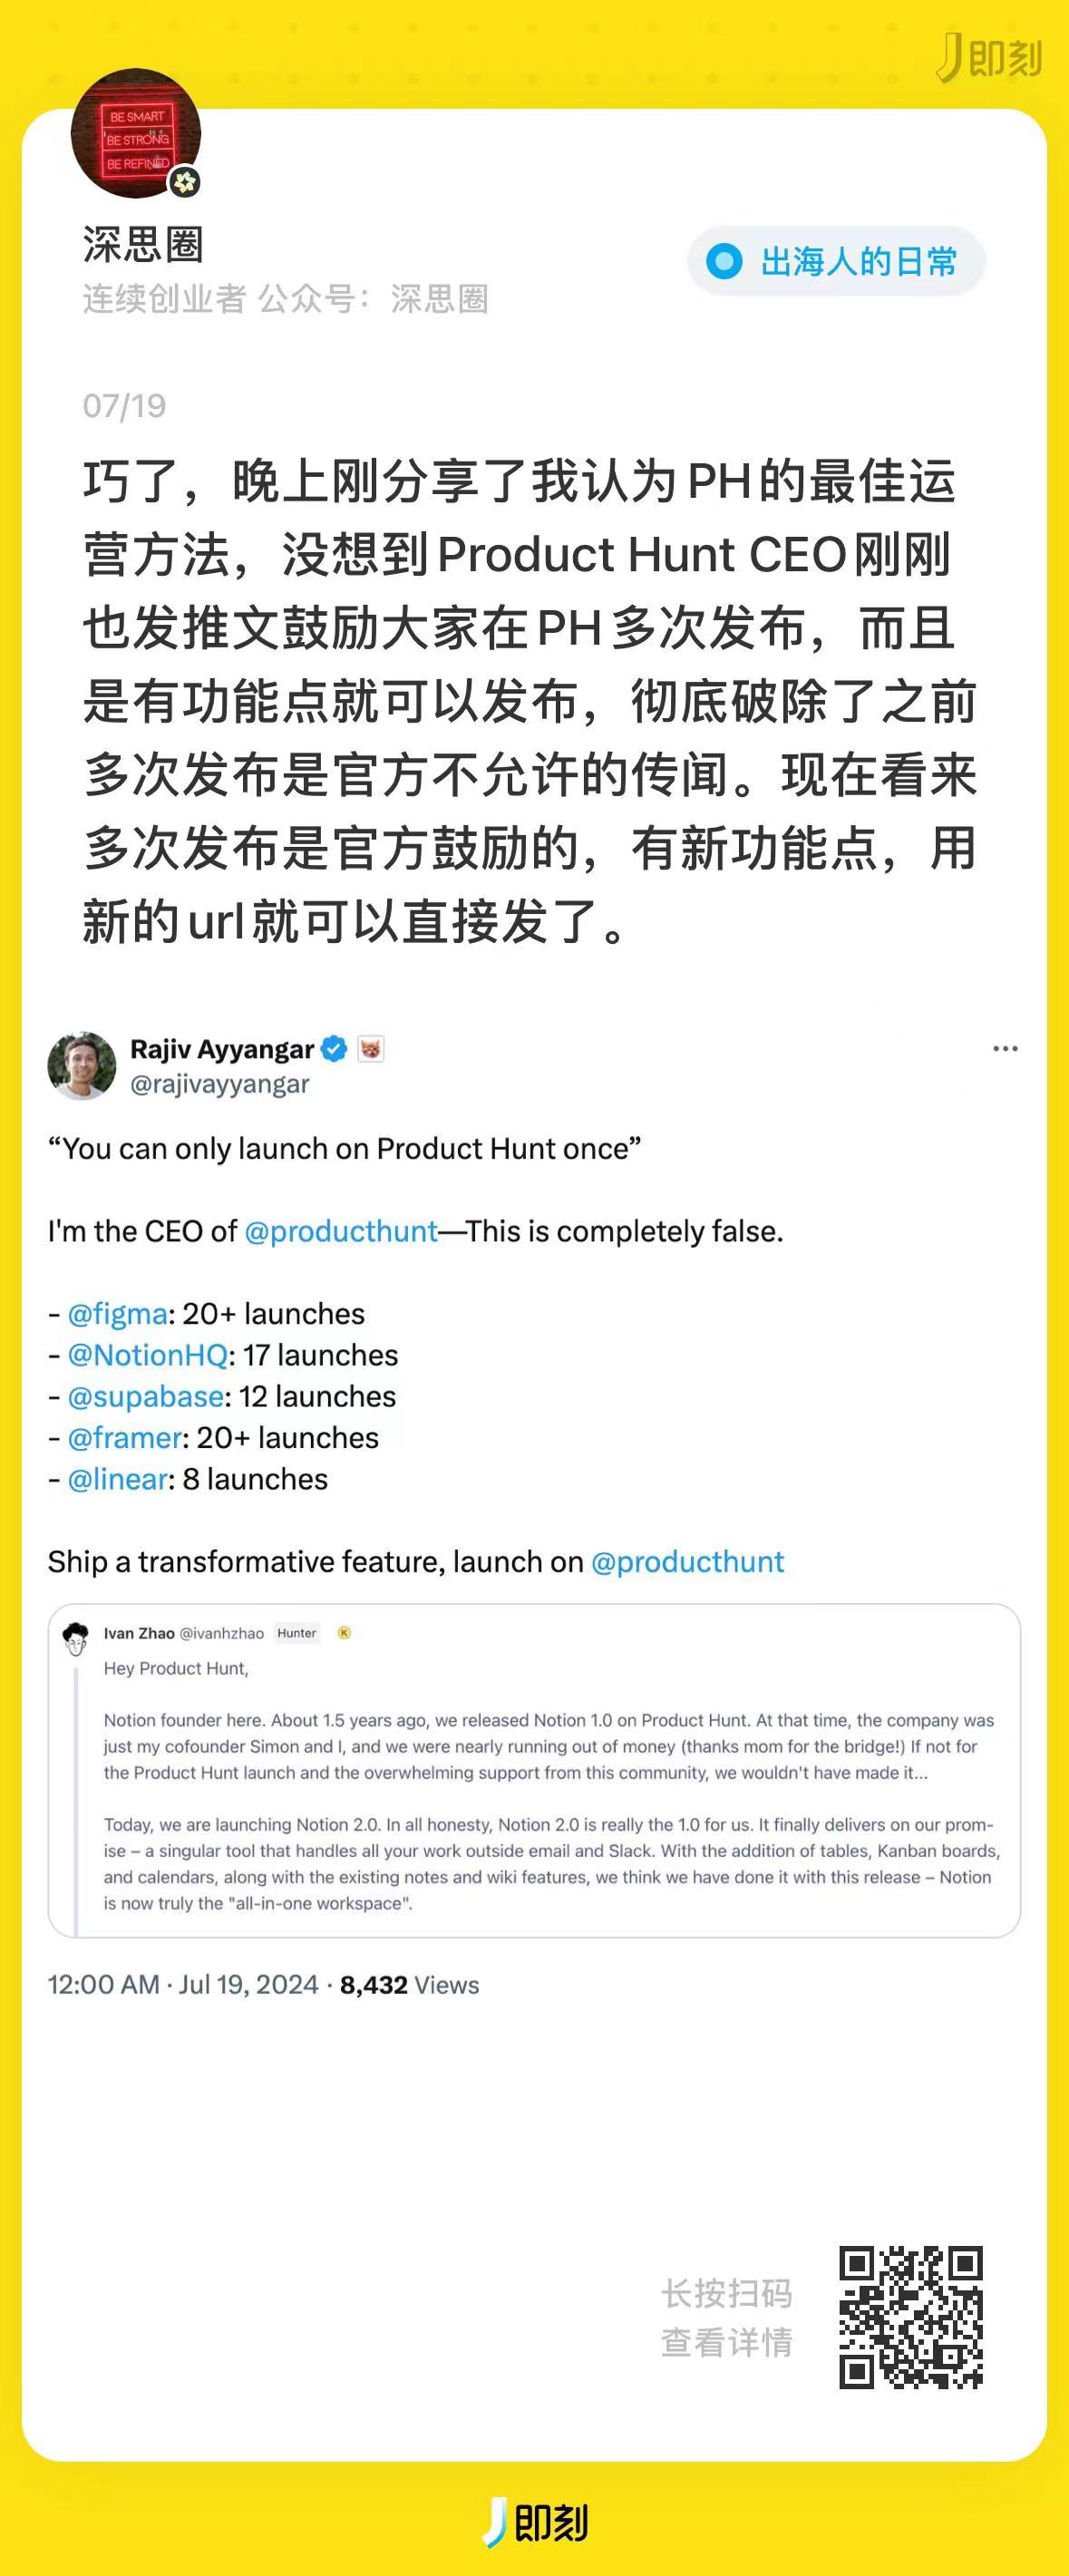 即刻
BE SMART
BE STRONG
BE REFINED
深思圈
连续创业者 公众号：深思圈
出海人的日常
07/19
巧了，晚上刚分享了我认为PH的最佳运
营方法，没想到Product Hunt CEO刚刚
也发推文鼓励大家在PH多次发布，而且
是有功能点就可以发布，彻底破除了之前
多次发布是官方不允许的传闻。现在看来
多次发布是官方鼓励的，有新功能点，用
新的url就可以直接发了。
Rajiv Ayyangar
@rajivayyangar
“You can only launch on Product Hunt once”
I'm the CEO of @producthunt—This is completely false.
- @figma: 20+ launches
- @NotionHQ: 17 launches
- @supabase: 12 launches
- @framer: 20+ launches
- @linear: 8 launches
Ship a transformative feature, launch on @producthunt
Ivan Zhao @ivanhzhao Hunter K
Hey Product Hunt,
Notion founder here. About 1.5 years ago, we released Notion 1.0 on Product Hunt. At that time, the company was
just my cofounder Simon and I, and we were nearly running out of money (thanks mom for the bridge!) If not for
the Product Hunt launch and the overwhelming support from this community, we wouldn't have made it...
Today, we are launching Notion 2.0. In all honesty, Notion 2.0 is really the 1.0 for us. It finally delivers on our prom-
ise – a singular tool that handles all your work outside email and Slack. With the addition of tables, Kanban boards,
and calendars, along with the existing notes and wiki features, we think we have done it with this release – Notion
is now truly the "all-in-one workspace".
12:00 AM · Jul 19, 2024 · 8,432 Views
长按扫码
查看详情
即刻